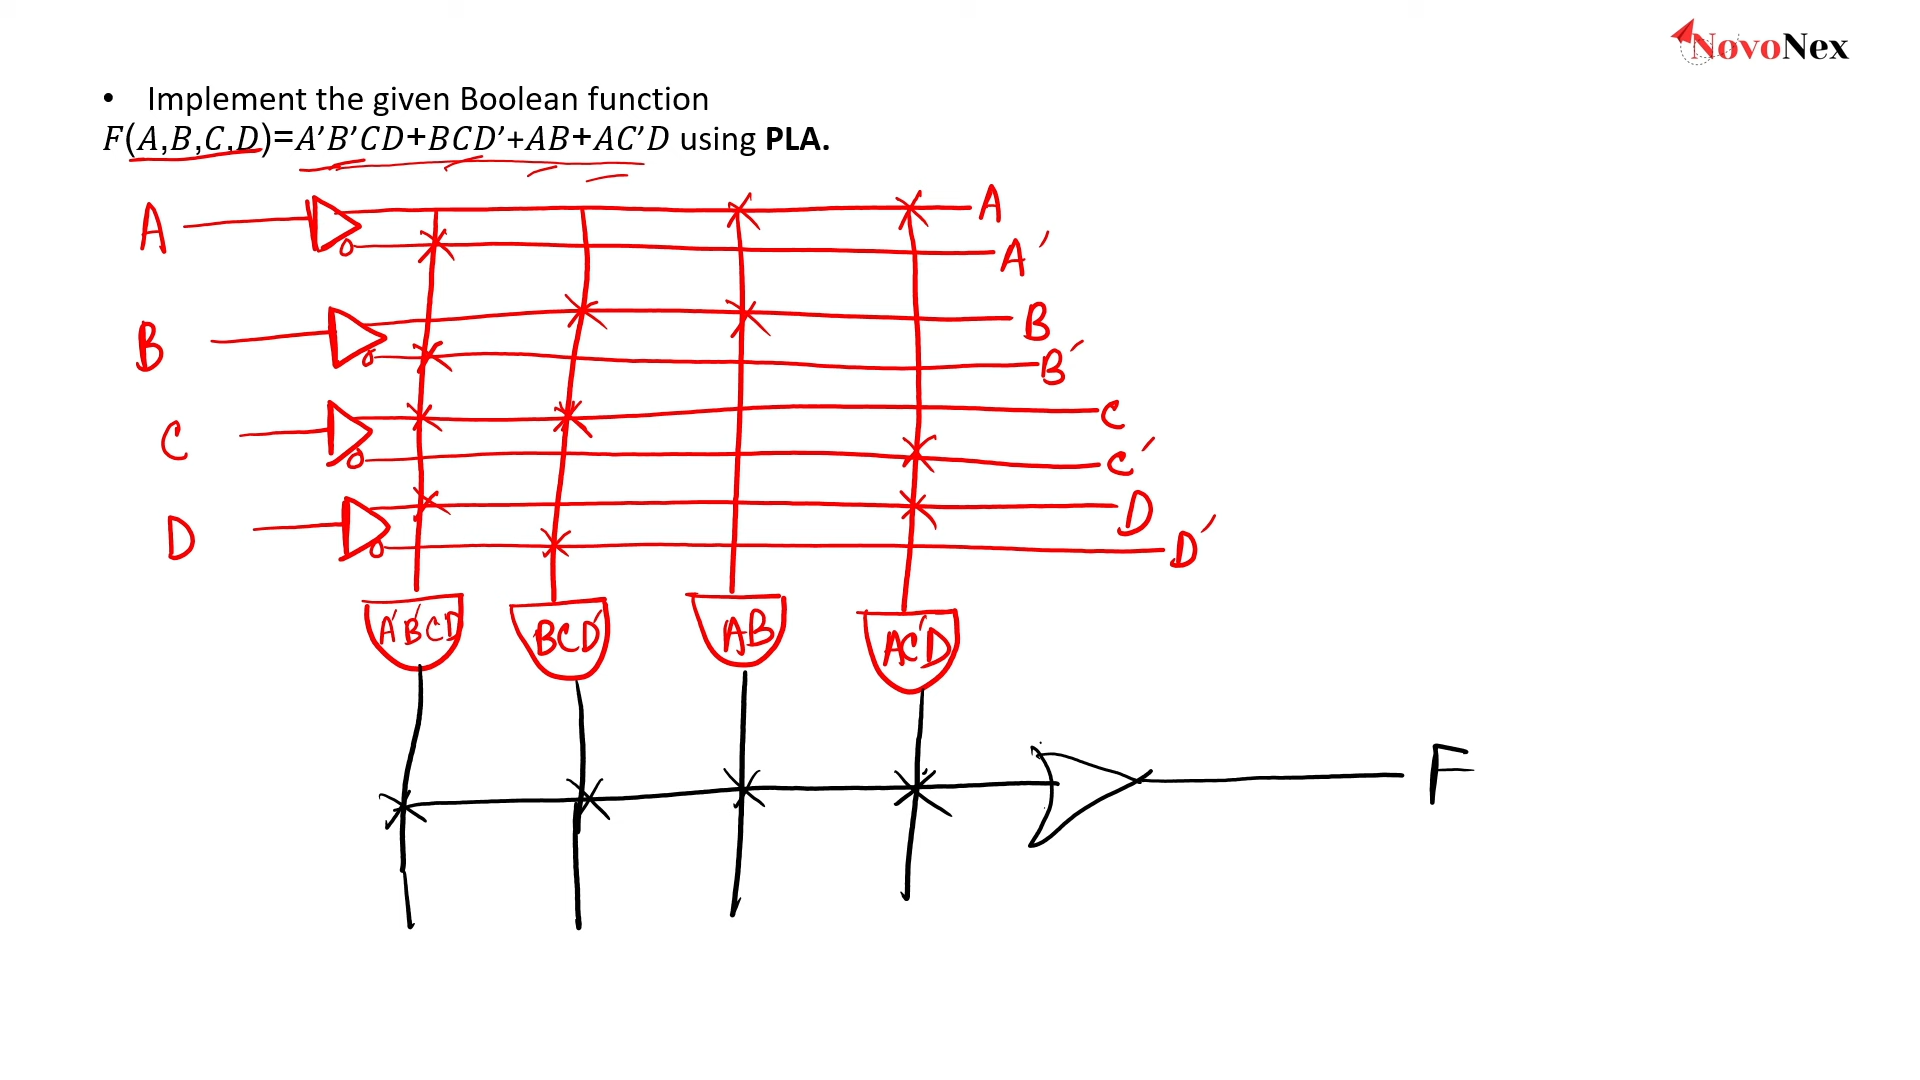 NovoNex
• Implement the given Boolean function
F(A,B,C,D)=A’B’CD+BCD’+AB+AC’D using PLA.
A
A
A'
B
B
B'
C
C
C'
D
D
D'
A'B'CD
BCD'
AB
AC'D
F